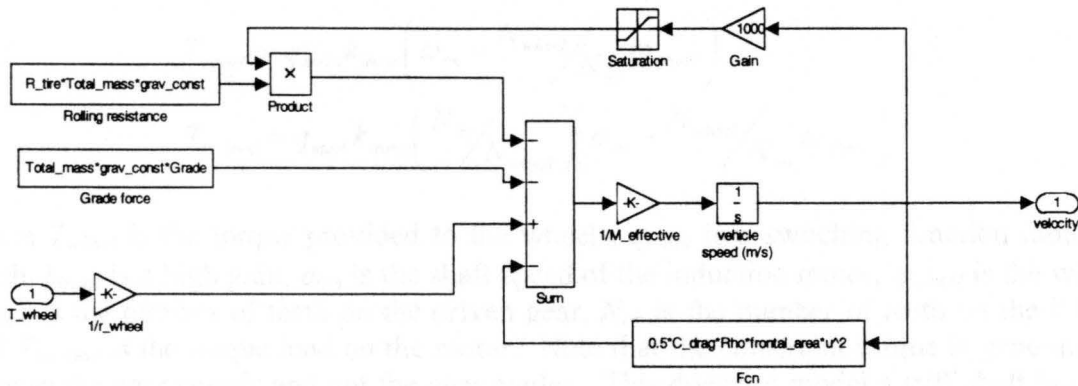 1000
Saturation
Gain
R_tire*Total_mass*grav_const
×
Product
Rolling resistance
Total_mass*grav_const*Grade
Grade force
-K-
1
s
1
velocity
1/M_effective
vehicle
speed (m/s)
Sum
1
-K-
T_wheel
1/r_wheel
0.5*C_drag*Rho*frontal_area*u^2
Fcn